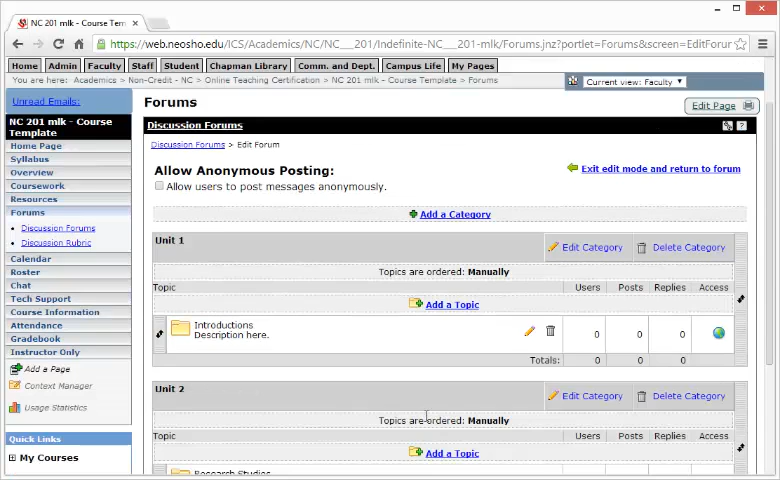 NC 201 mlk - Course Tem
https://web.neosho.edu/ICS/Academics/NC/NC___201/Indefinite-NC___201-mlk/Forums.jnz?portlet=Forums&screen=EditForur
Home Admin Faculty Staff Student Chapman Library Comm. and Dept. Campus Life My Pages
You are here: Academics > Non-Credit - NC > Online Teaching Certification > NC 201 mlk - Course Template > Forums
Current view: Faculty
Unread Emails:
NC 201 mlk - Course
Template
Home Page
Syllabus
Overview
Coursework
Resources
Forums
Discussion Forums
Discussion Rubric
Calendar
Roster
Chat
Tech Support
Course Information
Attendance
Gradebook
Instructor Only
Add a Page
Context Manager
Usage Statistics
Quick Links
My Courses
Forums
Edit Page
Discussion Forums
?
Discussion Forums > Edit Forum
Allow Anonymous Posting:
Exit edit mode and return to forum
Allow users to post messages anonymously.
Add a Category
Unit 1 Edit Category Delete Category
Topics are ordered: Manually
Topic Users Posts Replies Access
Add a Topic
Introductions
Description here.
0 0 0
Totals: 0 0 0
Unit 2 Edit Category Delete Category
Topics are ordered: Manually
Topic Users Posts Replies Access
Add a Topic
Research Studies